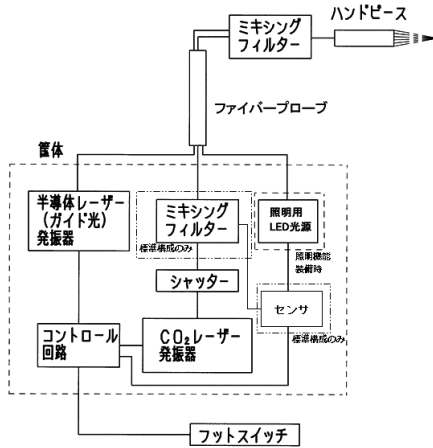 ハンドピース
ミキシング
フィルター
ファイバープローブ
筐体
半導体レーザー
(ガイド光)
発振器
ミキシング
フィルター
標準構成のみ
照明用
LED光源
照明機能
装備時
シャッター
センサ
標準構成のみ
コントロール
回路
CO₂レーザー
発振器
フットスイッチ